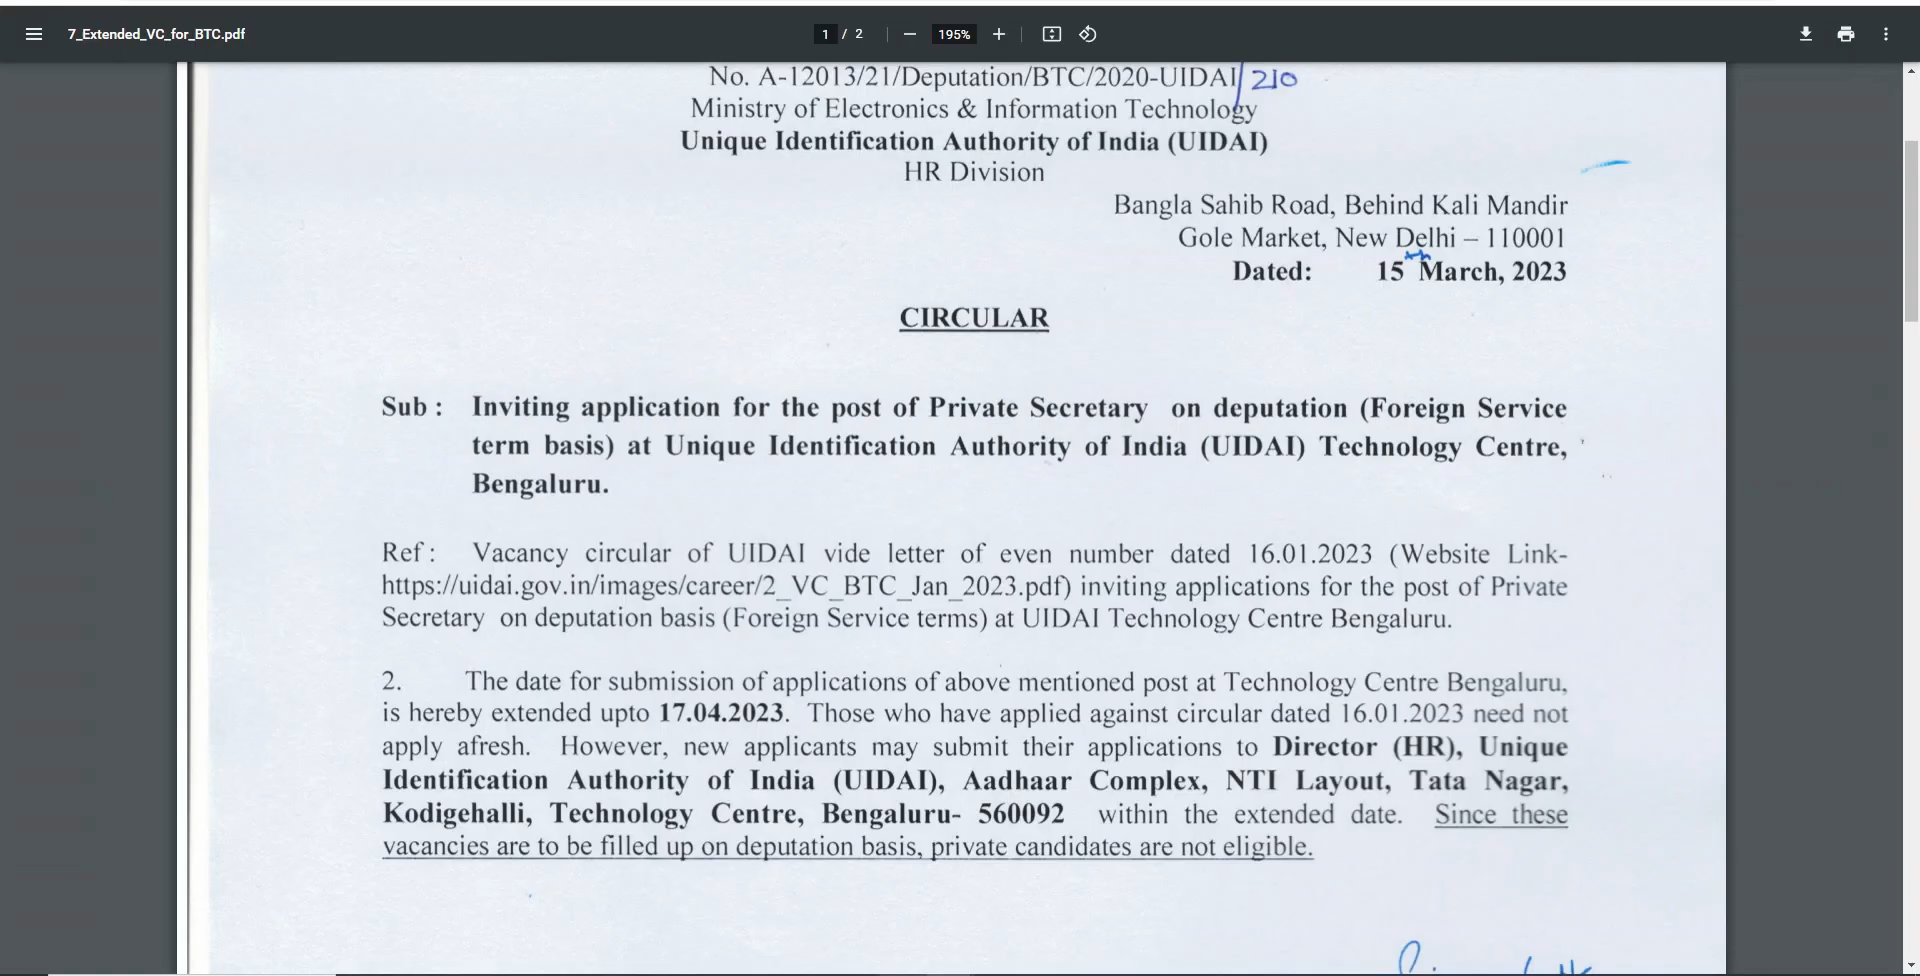 7_Extended_VC_for_BTC.pdf
1 / 2
195%
No. A-12013/21/Deputation/BTC/2020-UIDAI/210
Ministry of Electronics & Information Technology
Unique Identification Authority of India (UIDAI)
HR Division
Bangla Sahib Road, Behind Kali Mandir
Gole Market, New Delhi – 110001
Dated: 15th March, 2023
CIRCULAR
Sub : Inviting application for the post of Private Secretary on deputation (Foreign Service
term basis) at Unique Identification Authority of India (UIDAI) Technology Centre,
Bengaluru.
Ref : Vacancy circular of UIDAI vide letter of even number dated 16.01.2023 (Website Link-
https://uidai.gov.in/images/career/2_VC_BTC_Jan_2023.pdf) inviting applications for the post of Private
Secretary on deputation basis (Foreign Service terms) at UIDAI Technology Centre Bengaluru.
2. The date for submission of applications of above mentioned post at Technology Centre Bengaluru,
is hereby extended upto 17.04.2023. Those who have applied against circular dated 16.01.2023 need not
apply afresh. However, new applicants may submit their applications to Director (HR), Unique
Identification Authority of India (UIDAI), Aadhaar Complex, NTI Layout, Tata Nagar,
Kodigehalli, Technology Centre, Bengaluru- 560092 within the extended date. Since these
vacancies are to be filled up on deputation basis, private candidates are not eligible.